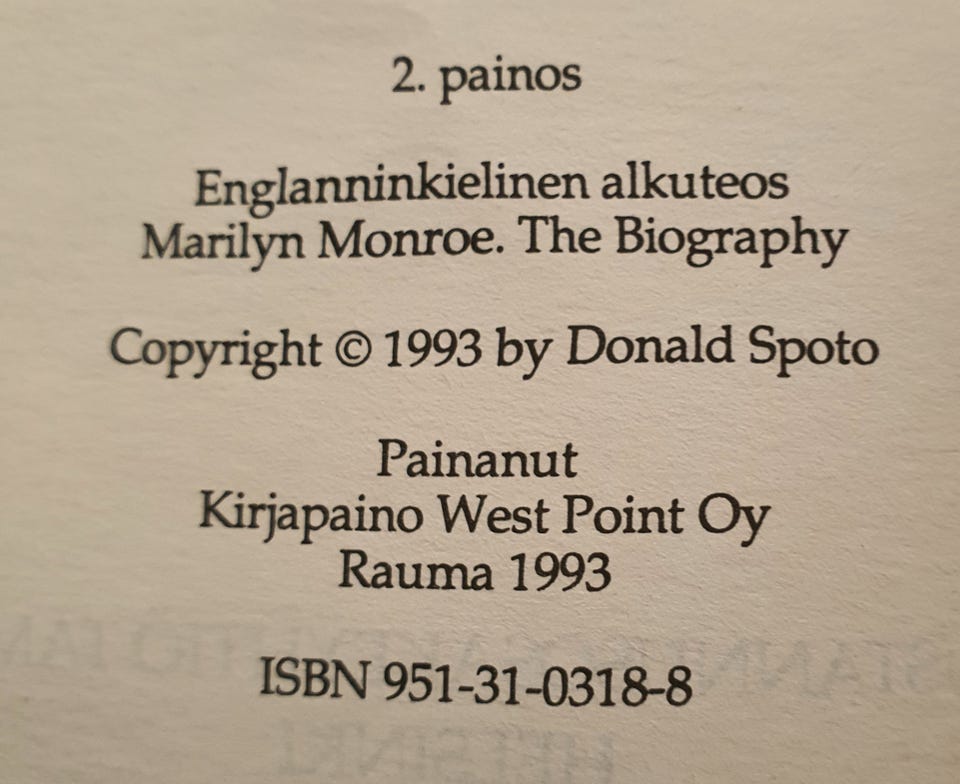 2. painos
Englanninkielinen alkuteos
Marilyn Monroe. The Biography
Copyright © 1993 by Donald Spoto
Painanut
Kirjapaino West Point Oy
Rauma 1993
ISBN 951-31-0318-8